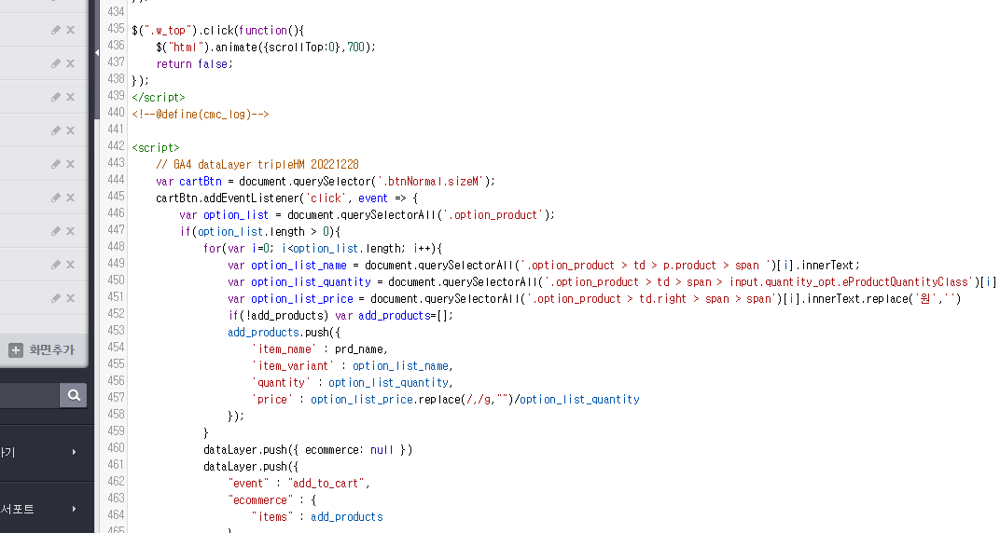 434
435 $(".w_top").click(function(){
436 $("html").animate({scrollTop:0},700);
437 return false;
438 });
439 </script>
440 <!--@define(cmc_log)-->
441
442 <script>
443 // GA4 dataLayer tripleHM 20221228
444 var cartBtn = document.querySelector('.btnNormal.sizeM');
445 cartBtn.addEventListener('click', event => {
446 var option_list = document.querySelectorAll('.option_product');
447 if(option_list.length > 0){
448 for(var i=0; i<option_list.length; i++){
449 var option_list_name = document.querySelectorAll('.option_product > td > p.product > span ')[i].innerText;
450 var option_list_quantity = document.querySelectorAll('.option_product > td > span > input.quantity_opt.eProductQuantityClass')[i]
451 var option_list_price = document.querySelectorAll('.option_product > td.right > span > span')[i].innerText.replace('원','')
452 if(!add_products) var add_products=[];
453 add_products.push({
454 'item_name' : prd_name,
455 'item_variant' : option_list_name,
456 'quantity' : option_list_quantity,
457 'price' : option_list_price.replace(/,/g,"")/option_list_quantity
458 });
459 }
460 dataLayer.push({ ecommerce: null })
461 dataLayer.push({
462 "event" : "add_to_cart",
463 "ecommerce" : {
464 "items" : add_products
465 }
화면추가
가기
서포트